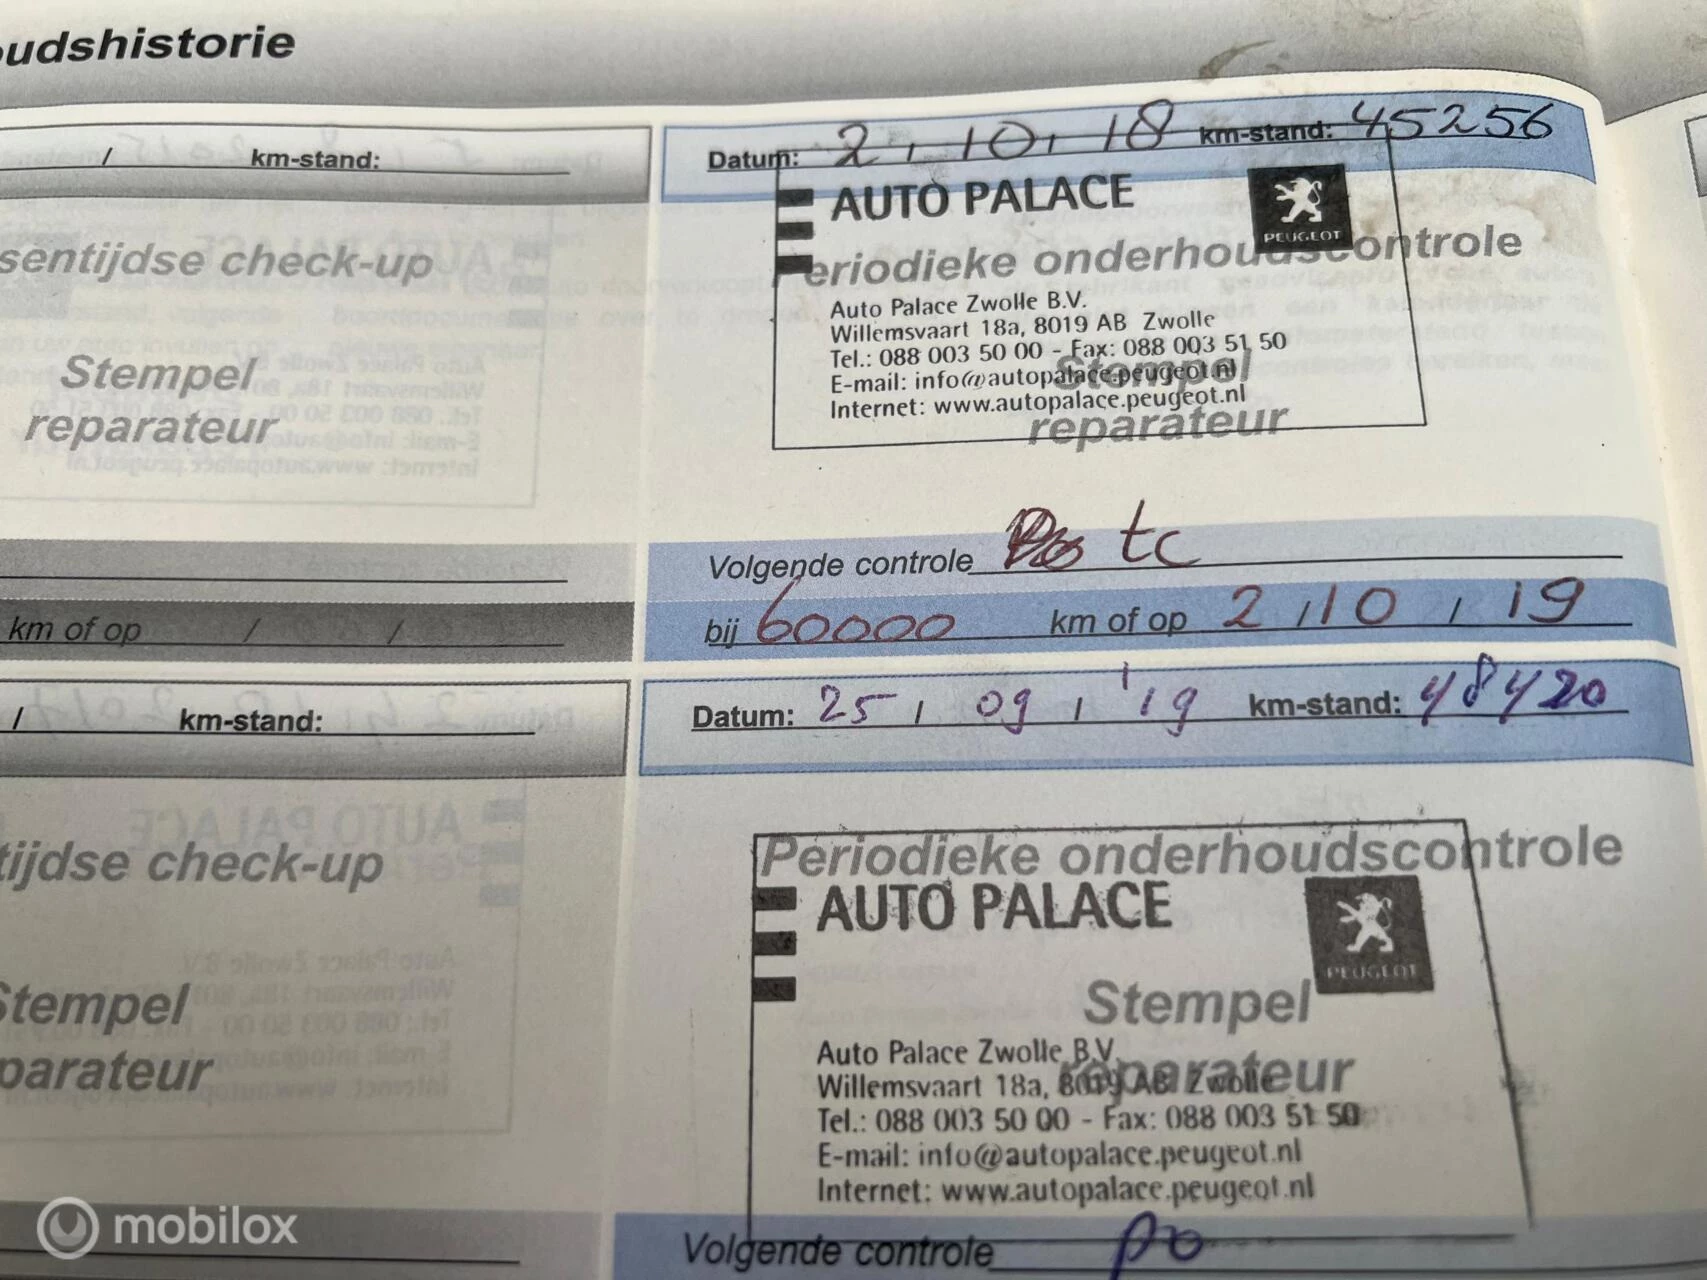 oudshistorie
/ km-stand:
sentijdse check-up
Stempel
reparateur
km of op / /
Datum: 2 / 10 / 18 km-stand: 45256
AUTO PALACE
PEUGEOT
Periodieke onderhoudscontrole
Auto Palace Zwolle B.V.
Willemsvaart 18a, 8019 AB Zwolle
Tel.: 088 003 50 00 - Fax: 088 003 51 50
E-mail: info@autopalace.peugeot.nl
Internet: www.autopalace.peugeot.nl
Stempel
reparateur
Volgende controle tc
bij 60000 km of op 2 / 10 / 19
/ km-stand:
tijdse check-up
Stempel
parateur
Datum: 25 / 09 / '19 km-stand: 48420
Periodieke onderhoudscontrole
AUTO PALACE
PEUGEOT
Stempel
reparateur
Auto Palace Zwolle B.V.
Willemsvaart 18a, 8019 AB Zwolle
Tel.: 088 003 50 00 - Fax: 088 003 51 50
E-mail: info@autopalace.peugeot.nl
Internet: www.autopalace.peugeot.nl
Volgende controle po
mobilox